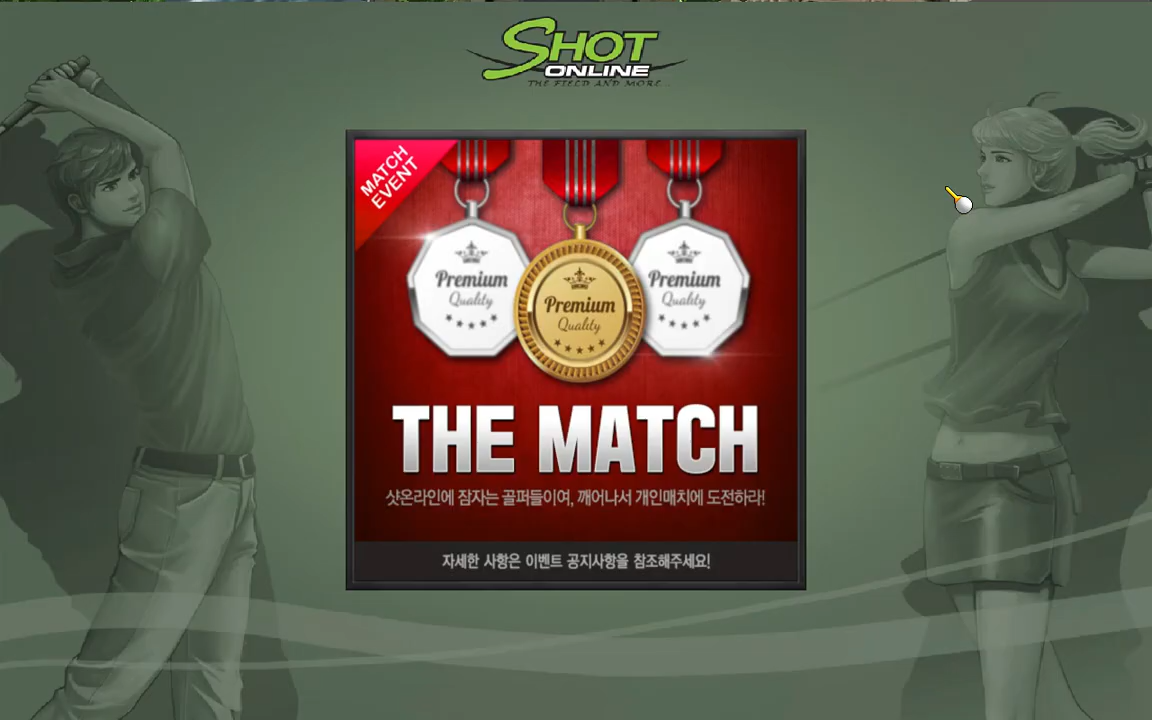 SHOT
ONLINE
THE FIELD AND MORE...
MATCH
EVENT
Premium
Quality
Premium
Quality
Premium
Quality
THE MATCH
샷온라인에 잠자는 골퍼들이여, 깨어나서 개인매치에 도전하라!
자세한 사항은 이벤트 공지사항을 참조해주세요!